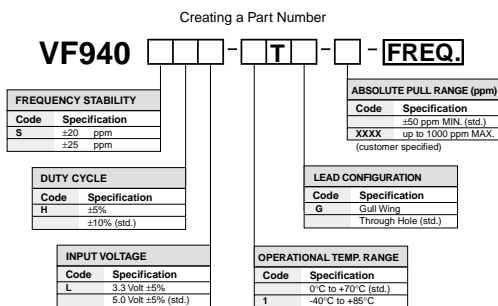 Creating a Part Number
VF940 - T - - FREQ.
ABSOLUTE PULL RANGE (ppm)
Code Specification
±50 ppm MIN. (std.)
XXXX up to 1000 ppm MAX.
(customer specified)
FREQUENCY STABILITY
Code Specification
S ±20 ppm
±25 ppm
DUTY CYCLE
Code Specification
H ±5%
±10% (std.)
LEAD CONFIGURATION
Code Specification
G Gull Wing
Through Hole (std.)
INPUT VOLTAGE
Code Specification
L 3.3 Volt ±5%
5.0 Volt ±5% (std.)
OPERATIONAL TEMP. RANGE
Code Specification
0°C to +70°C (std.)
1 -40°C to +85°C